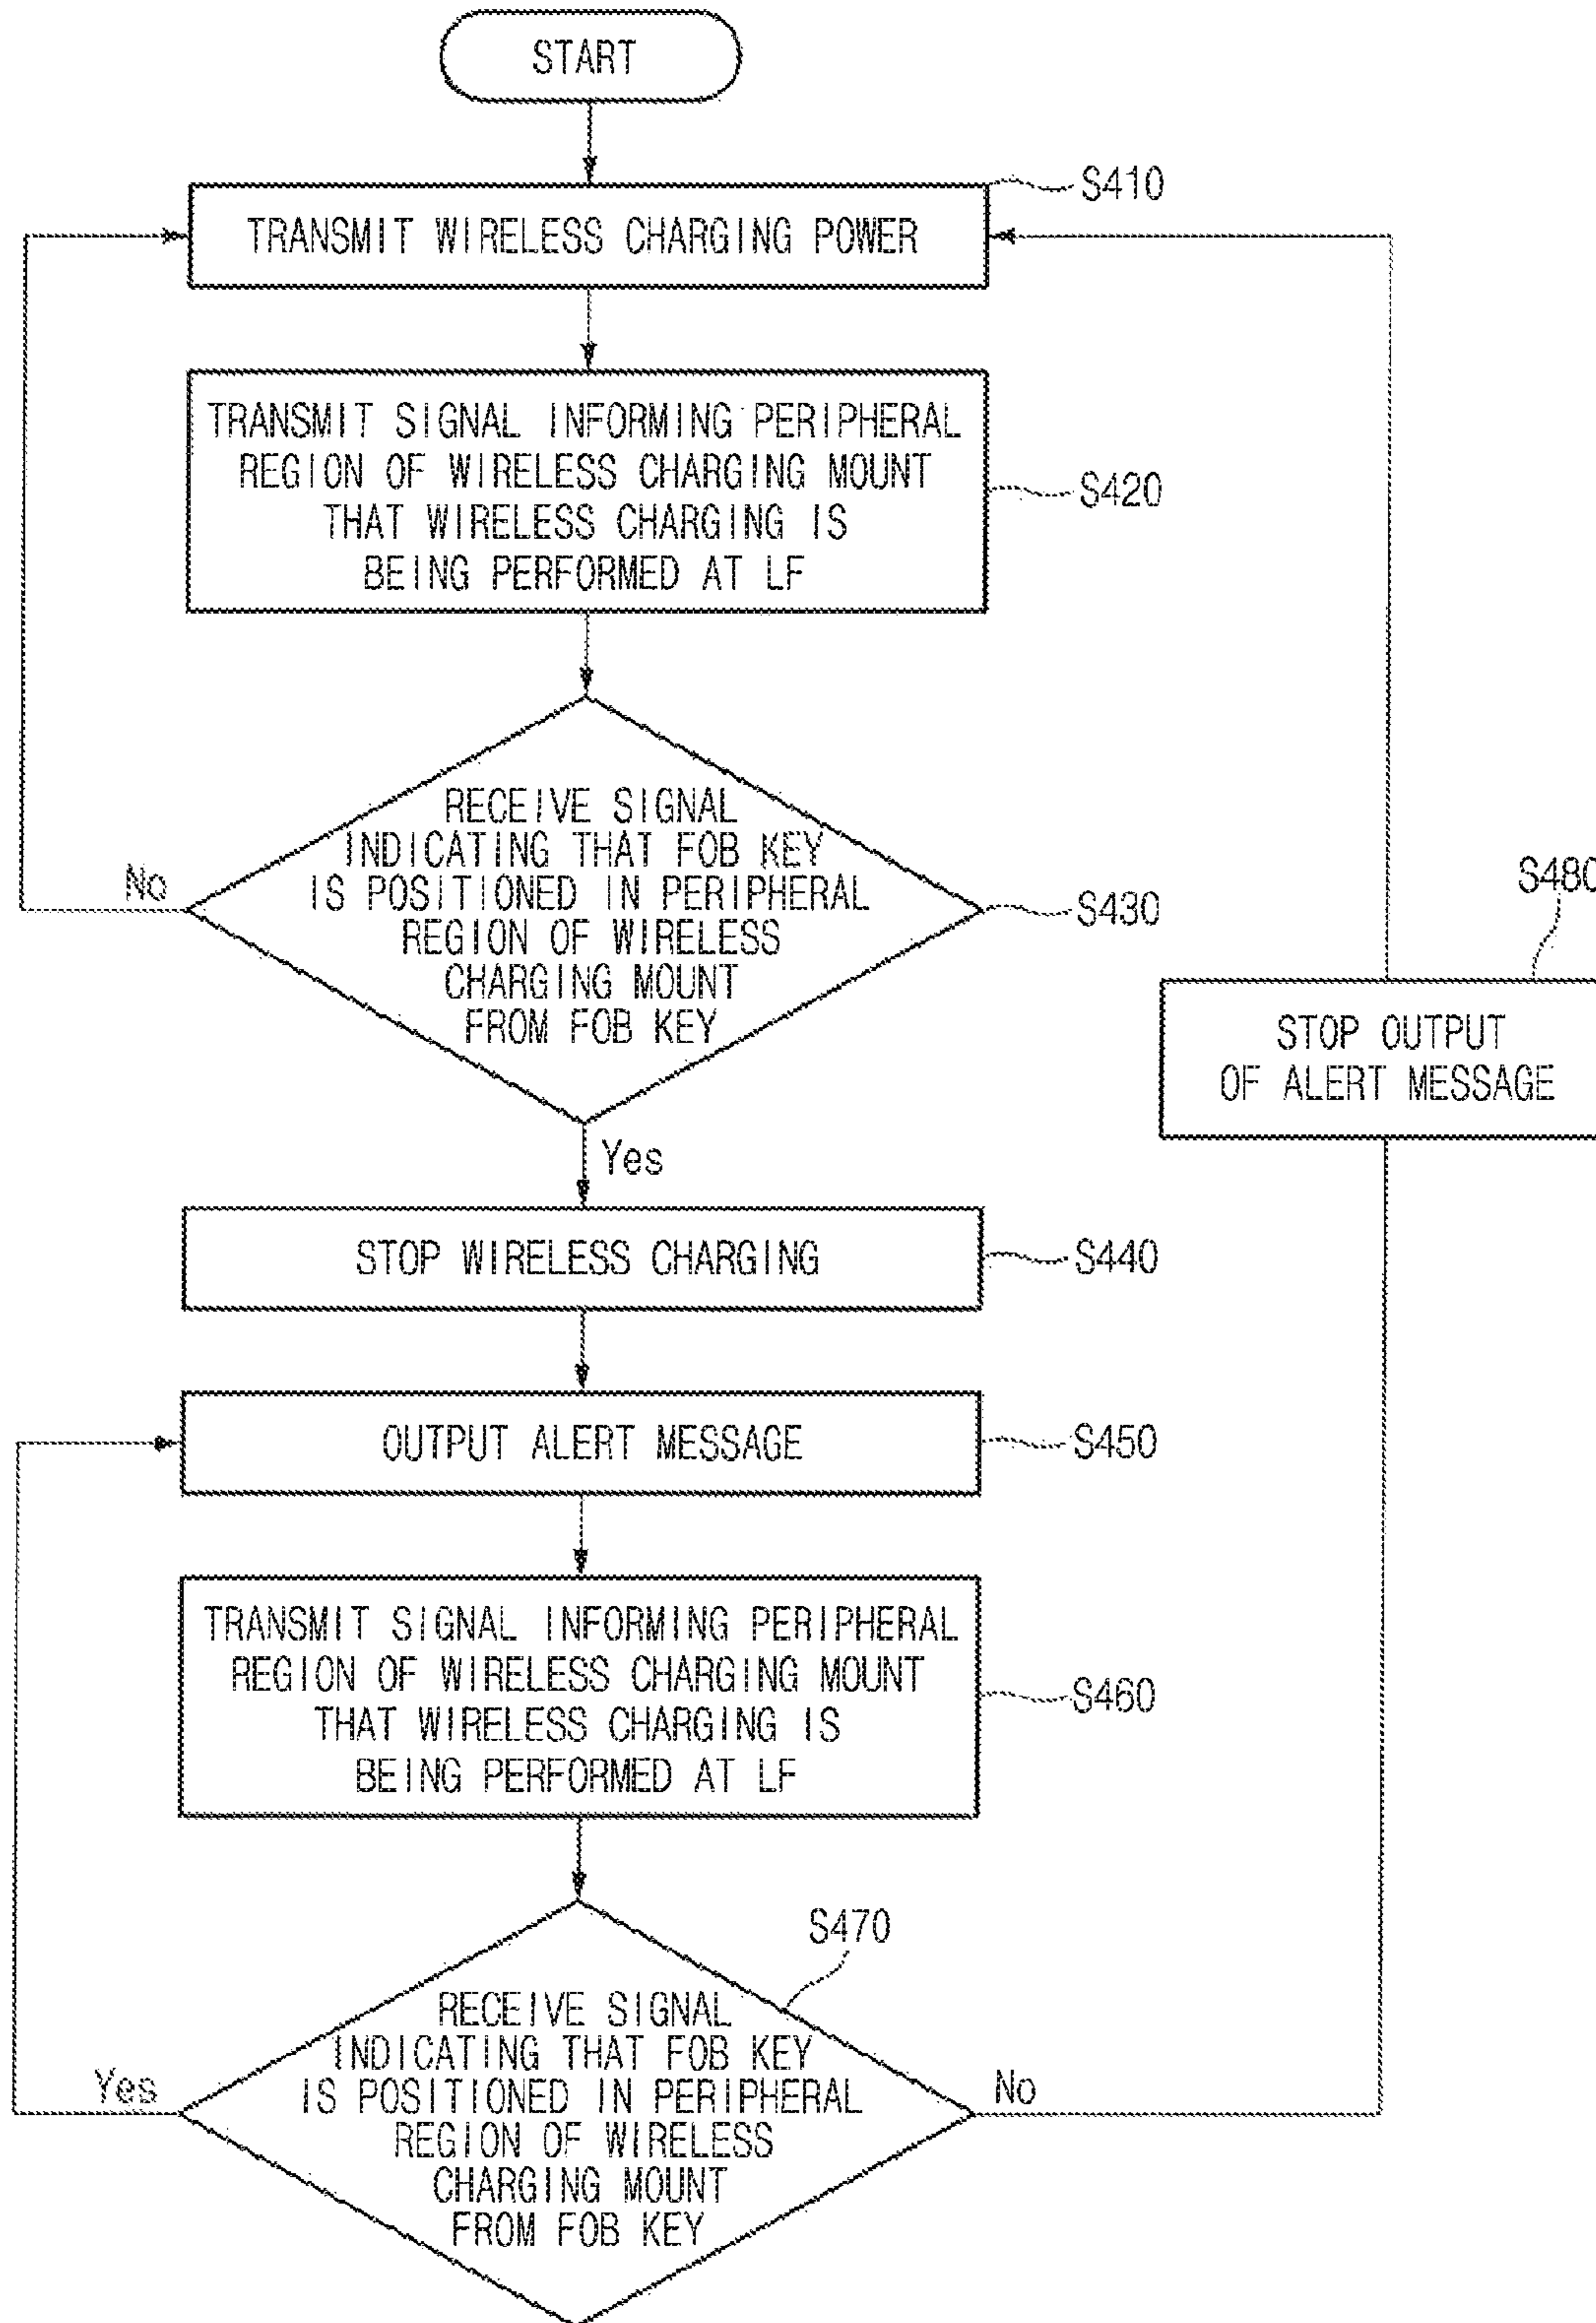 START
S410
TRANSMIT WIRELESS CHARGING POWER
TRANSMIT SIGNAL INFORMING PERIPHERAL
REGION OF WIRELESS CHARGING MOUNT
THAT WIRELESS CHARGING IS
BEING PERFORMED AT LF
S420
RECEIVE SIGNAL
INDICATING THAT FOB KEY
IS POSITIONED IN PERIPHERAL
REGION OF WIRELESS
CHARGING MOUNT
FROM FOB KEY
No
S430
S480
STOP OUTPUT
OF ALERT MESSAGE
Yes
STOP WIRELESS CHARGING
S440
OUTPUT ALERT MESSAGE
S450
TRANSMIT SIGNAL INFORMING PERIPHERAL
REGION OF WIRELESS CHARGING MOUNT
THAT WIRELESS CHARGING IS
BEING PERFORMED AT LF
S460
S470
RECEIVE SIGNAL
INDICATING THAT FOB KEY
IS POSITIONED IN PERIPHERAL
REGION OF WIRELESS
CHARGING MOUNT
FROM FOB KEY
Yes
No